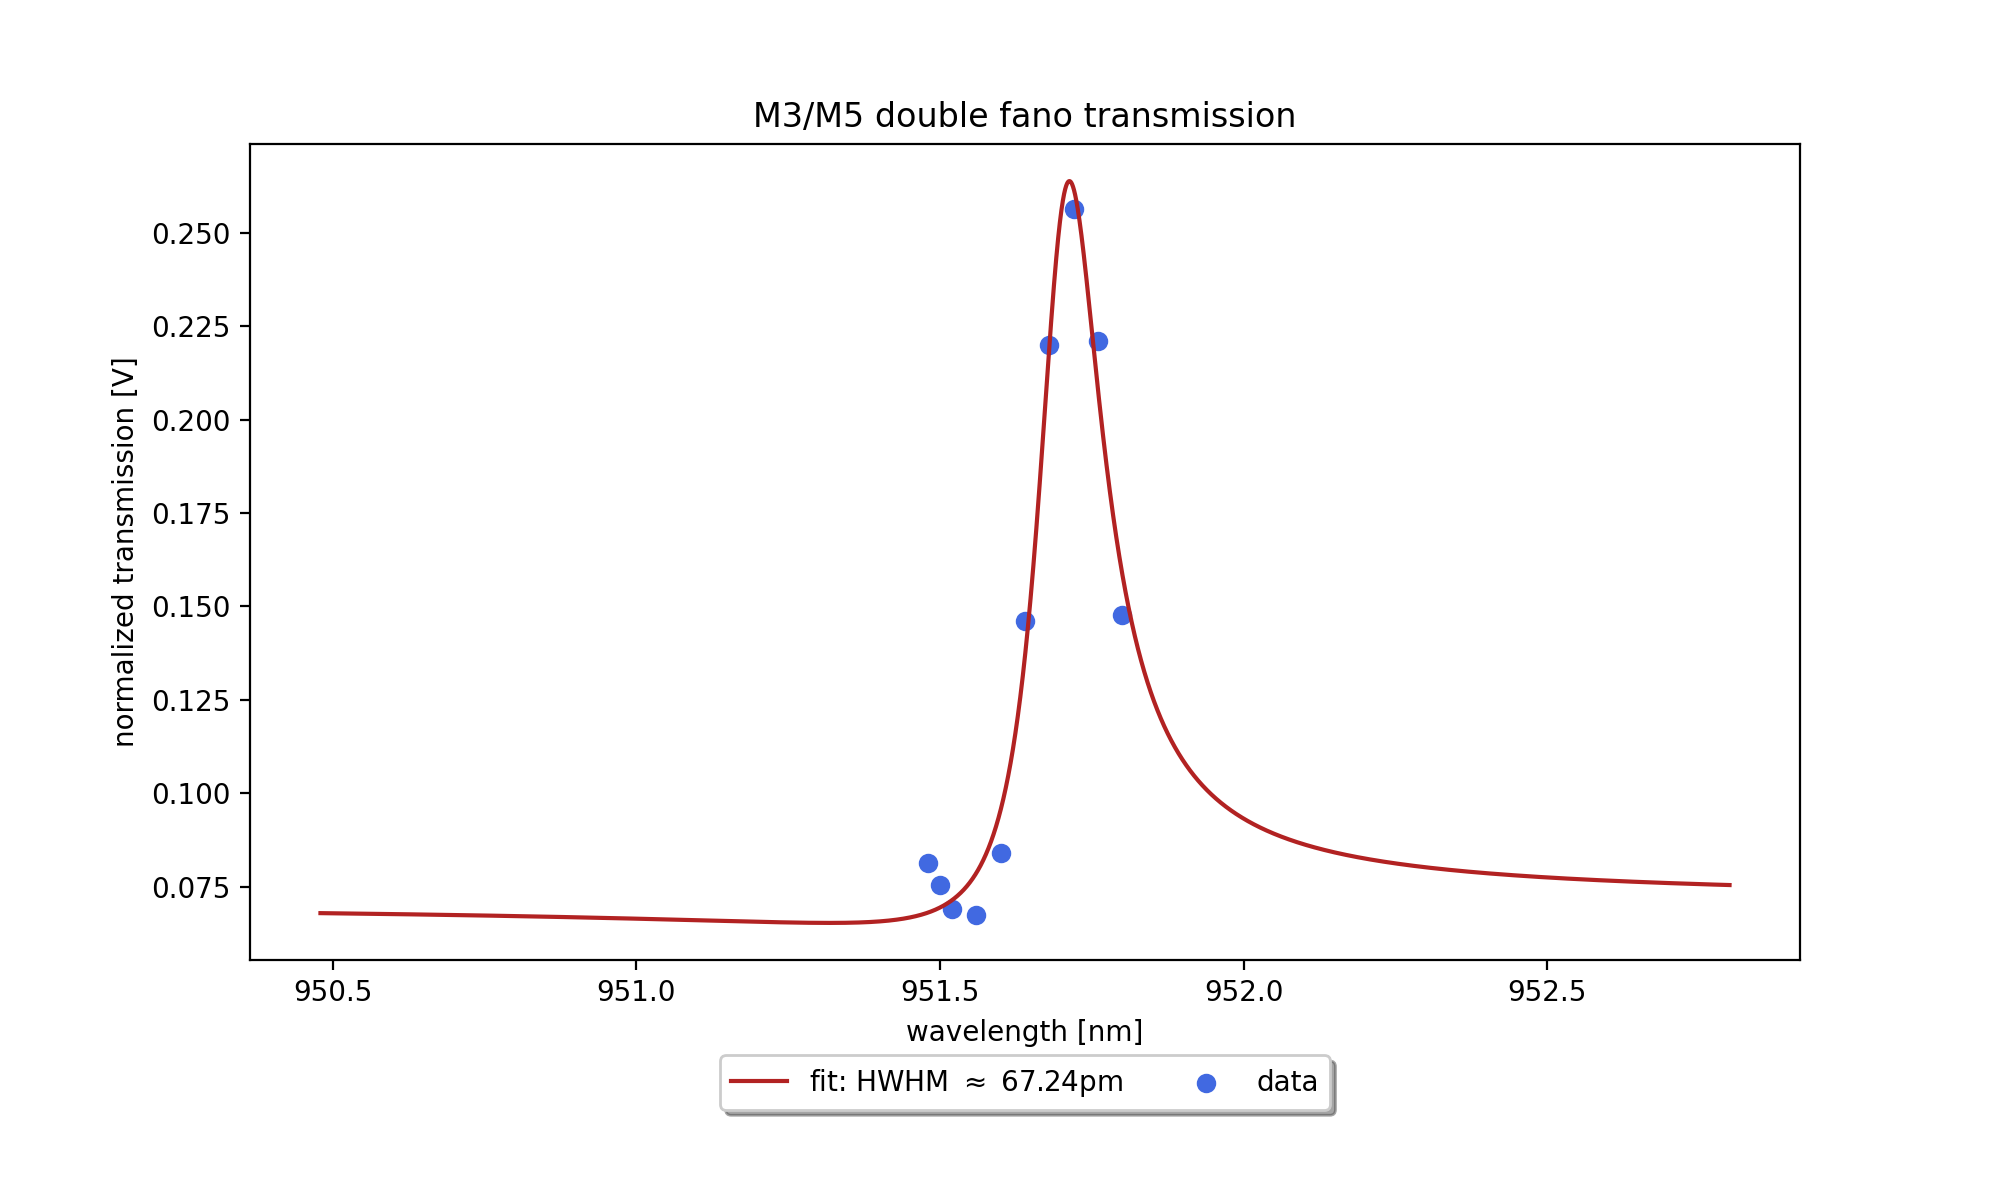 M3/M5 double fano transmission
normalized transmission [V]
0.250
0.225
0.200
0.175
0.150
0.125
0.100
0.075
950.5 951.0 951.5 952.0 952.5
wavelength [nm]
fit: HWHM ≈ 67.24pm data